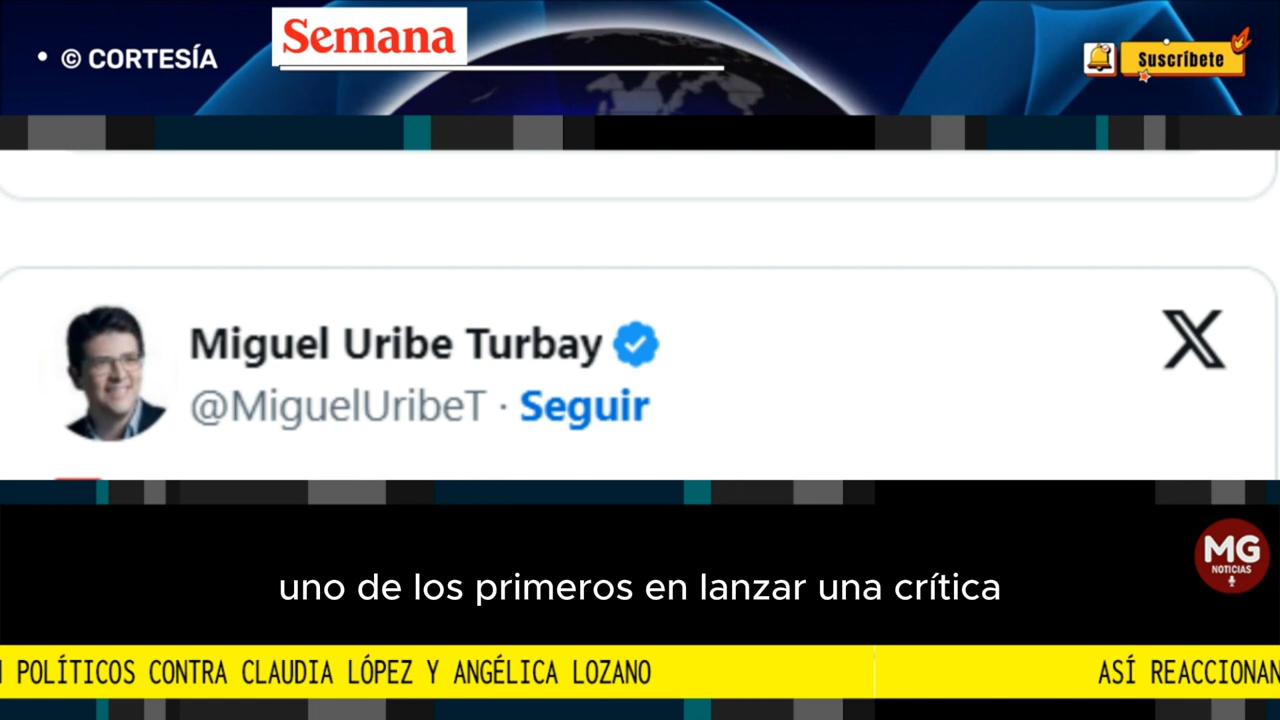 • © CORTESÍA
Semana
Suscríbete
Miguel Uribe Turbay
@MiguelUribeT · Seguir
uno de los primeros en lanzar una crítica
MG
NOTICIAS
POLÍTICOS CONTRA CLAUDIA LÓPEZ Y ANGÉLICA LOZANO
ASÍ REACCIONAN